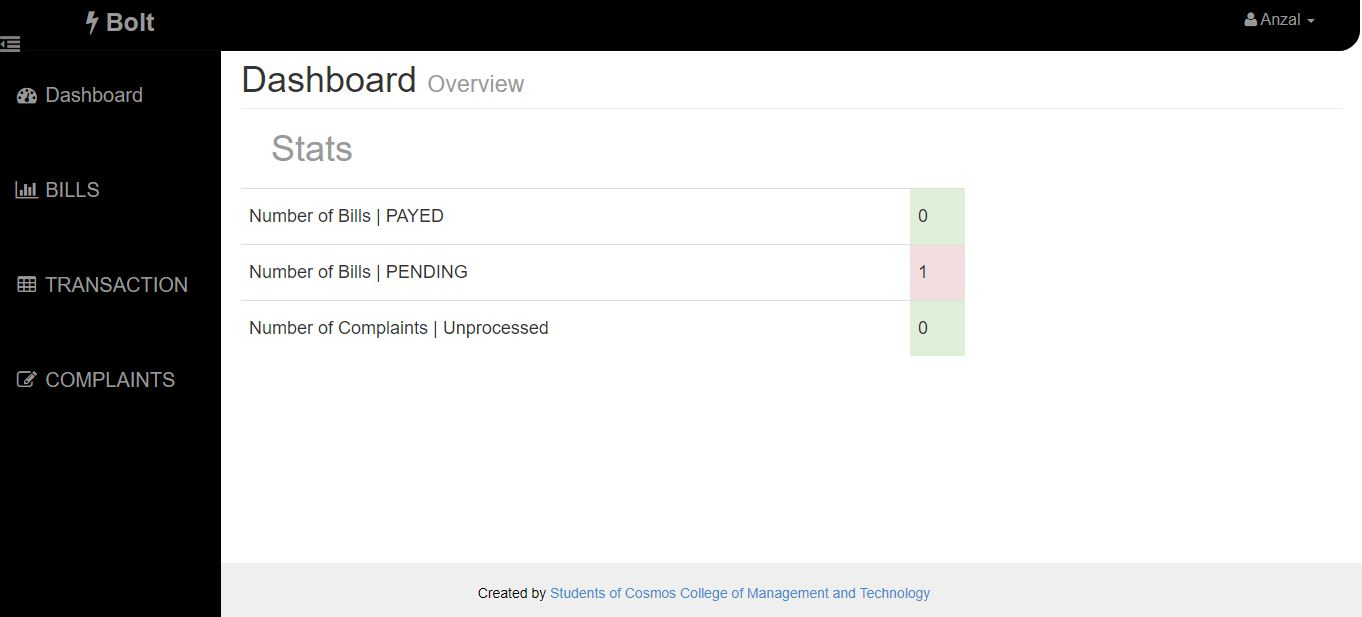 Bolt
Anzal
Dashboard
BILLS
TRANSACTION
COMPLAINTS
Dashboard Overview
Stats
Number of Bills | PAYED 0
Number of Bills | PENDING 1
Number of Complaints | Unprocessed 0
Created by Students of Cosmos College of Management and Technology